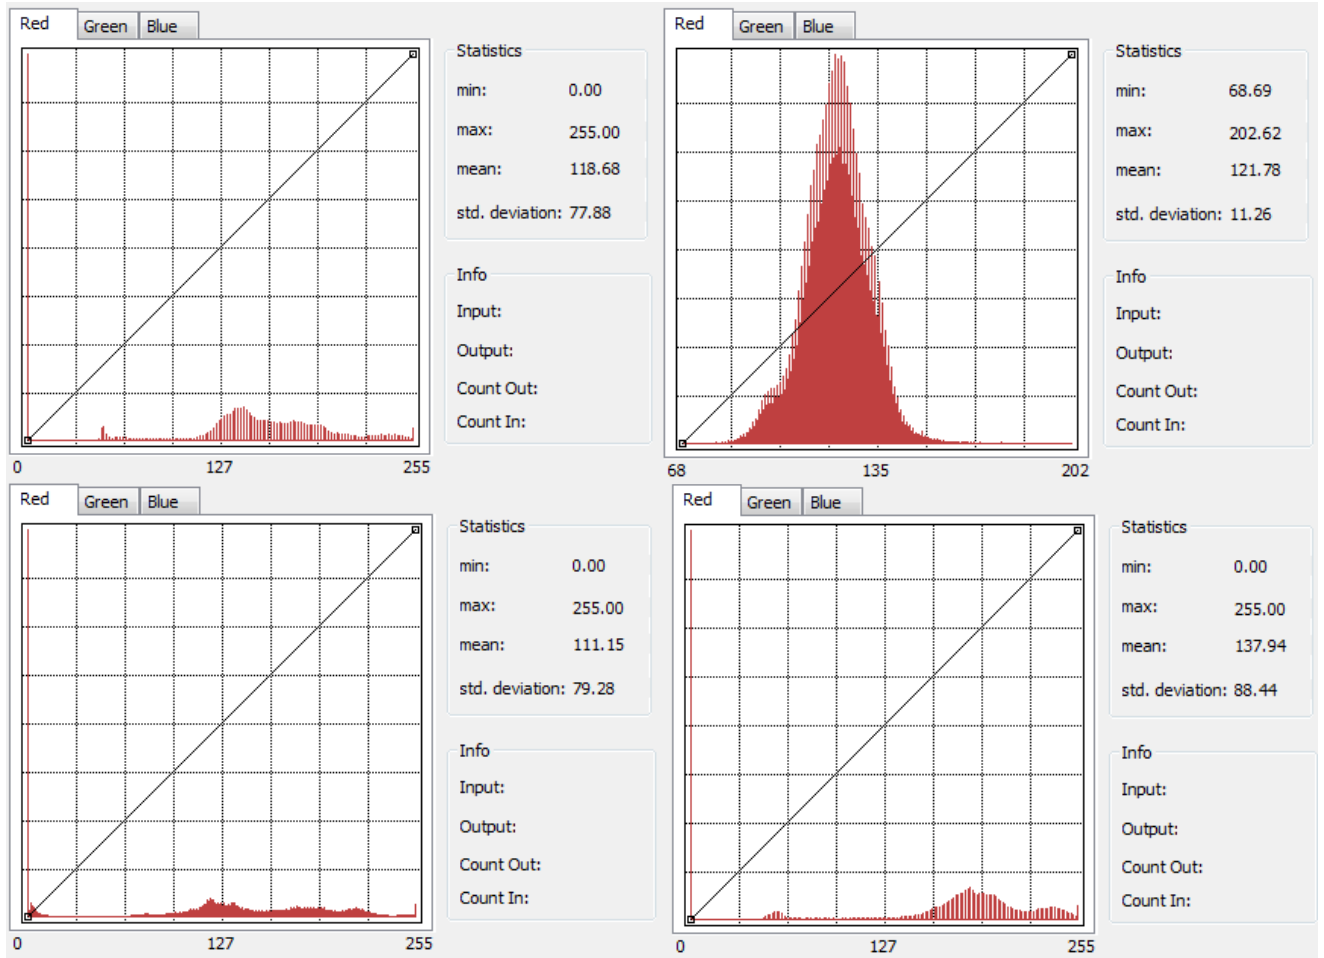 Red Green Blue
Statistics
min: 0.00
max: 255.00
mean: 118.68
std. deviation: 77.88
Info
Input:
Output:
Count Out:
Count In:
0 127 255
Red Green Blue
Statistics
min: 68.69
max: 202.62
mean: 121.78
std. deviation: 11.26
Info
Input:
Output:
Count Out:
Count In:
68 135 202
Red Green Blue
Statistics
min: 0.00
max: 255.00
mean: 111.15
std. deviation: 79.28
Info
Input:
Output:
Count Out:
Count In:
0 127 255
Red Green Blue
Statistics
min: 0.00
max: 255.00
mean: 137.94
std. deviation: 88.44
Info
Input:
Output:
Count Out:
Count In:
0 127 255